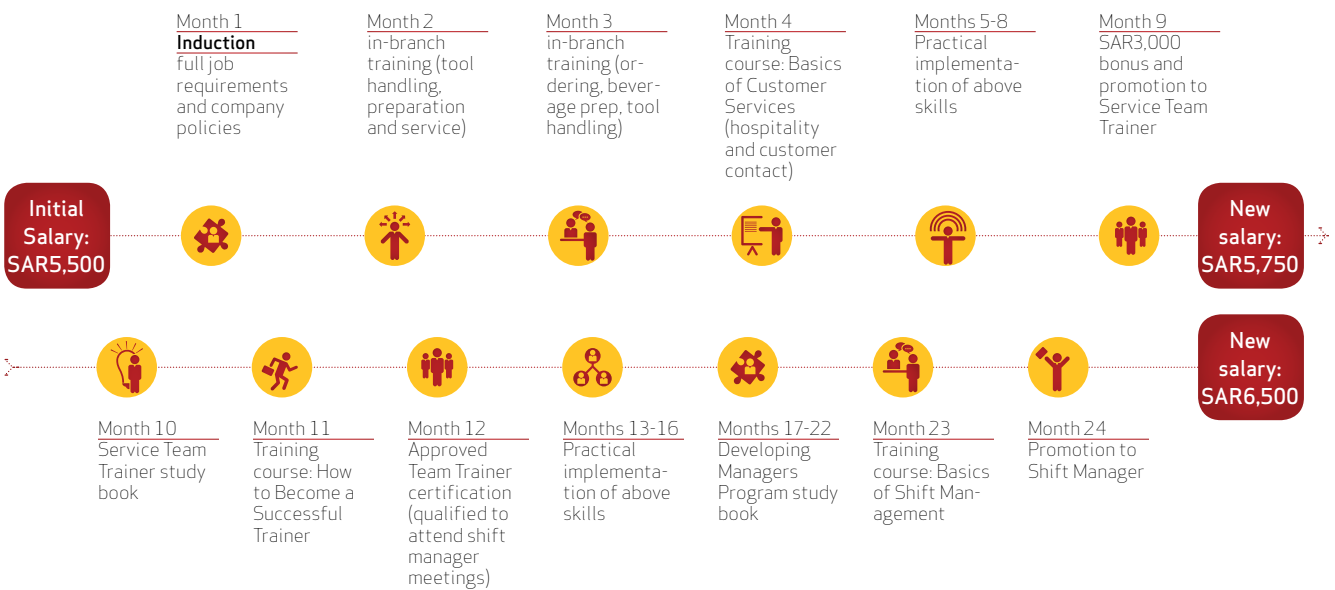 Month 1
Induction
full job
requirements
and company
policies
Month 2
in-branch
training (tool
handling,
preparation
and service)
Month 3
in-branch
training (or-
dering, bever-
age prep, tool
handling)
Month 4
Training
course: Basics
of Customer
Services
(hospitality
and customer
contact)
Months 5-8
Practical
implementa-
tion of above
skills
Month 9
SAR3,000
bonus and
promotion to
Service Team
Trainer
Initial
Salary:
SAR5,500
New
salary:
SAR5,750
New
salary:
SAR6,500
Month 10
Service Team
Trainer study
book
Month 11
Training
course: How
to Become a
Successful
Trainer
Month 12
Approved
Team Trainer
certification
(qualified to
attend shift
manager
meetings)
Months 13-16
Practical
implementa-
tion of above
skills
Months 17-22
Developing
Managers
Program study
book
Month 23
Training
course: Basics
of Shift Man-
agement
Month 24
Promotion to
Shift Manager